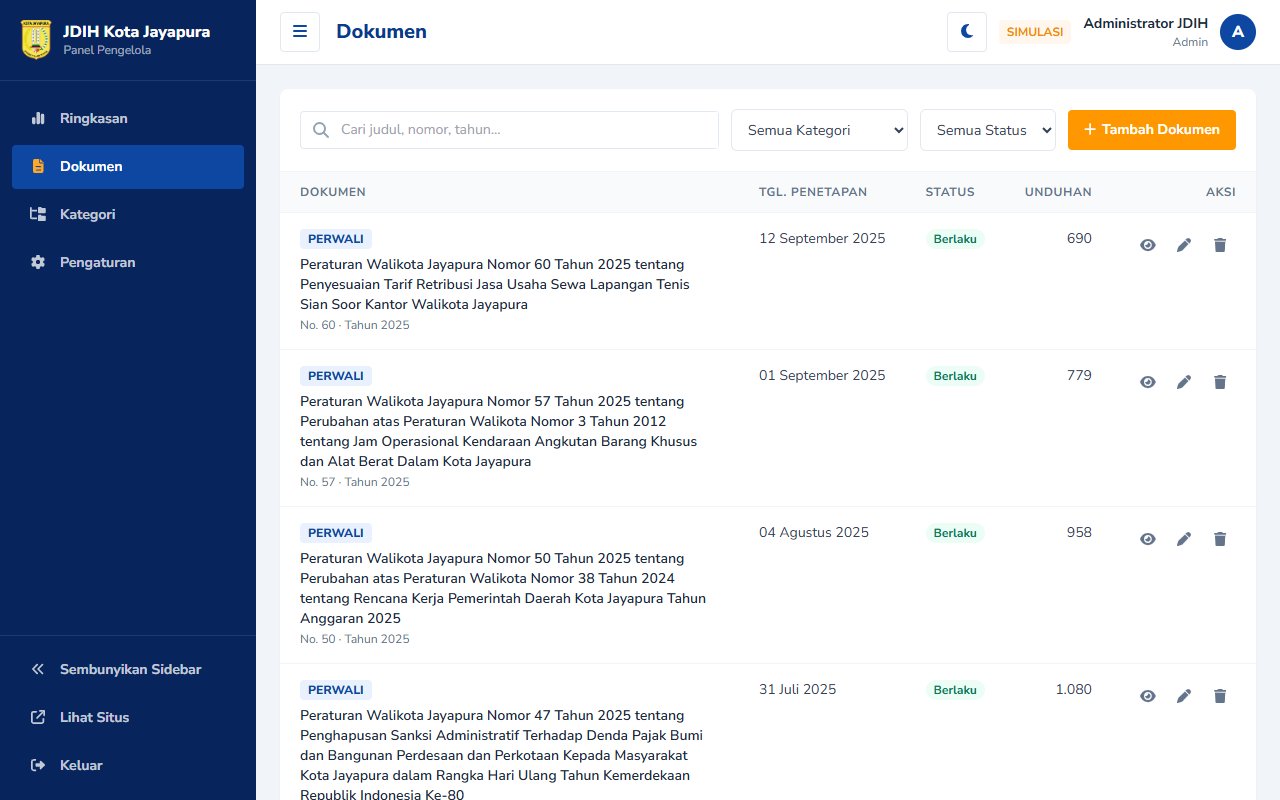 JDIH Kota Jayapura
Panel Pengelola
Ringkasan
Dokumen
Kategori
Pengaturan
Sembunyikan Sidebar
Lihat Situs
Keluar
Dokumen
SIMULASI
Administrator JDIH
Admin
A
Cari judul, nomor, tahun...
Semua Kategori
Semua Status
+ Tambah Dokumen
DOKUMEN TGL. PENETAPAN STATUS UNDUHAN AKSI
PERWALI 12 September 2025 Berlaku 690
Peraturan Walikota Jayapura Nomor 60 Tahun 2025 tentang
Penyesuaian Tarif Retribusi Jasa Usaha Sewa Lapangan Tenis
Sian Soor Kantor Walikota Jayapura
No. 60 · Tahun 2025
PERWALI 01 September 2025 Berlaku 779
Peraturan Walikota Jayapura Nomor 57 Tahun 2025 tentang
Perubahan atas Peraturan Walikota Nomor 3 Tahun 2012
tentang Jam Operasional Kendaraan Angkutan Barang Khusus
dan Alat Berat Dalam Kota Jayapura
No. 57 · Tahun 2025
PERWALI 04 Agustus 2025 Berlaku 958
Peraturan Walikota Jayapura Nomor 50 Tahun 2025 tentang
Perubahan atas Peraturan Walikota Nomor 38 Tahun 2024
tentang Rencana Kerja Pemerintah Daerah Kota Jayapura Tahun
Anggaran 2025
No. 50 · Tahun 2025
PERWALI 31 Juli 2025 Berlaku 1.080
Peraturan Walikota Jayapura Nomor 47 Tahun 2025 tentang
Penghapusan Sanksi Administratif Terhadap Denda Pajak Bumi
dan Bangunan Perdesaan dan Perkotaan Kepada Masyarakat
Kota Jayapura dalam Rangka Hari Ulang Tahun Kemerdekaan
Republik Indonesia Ke-80